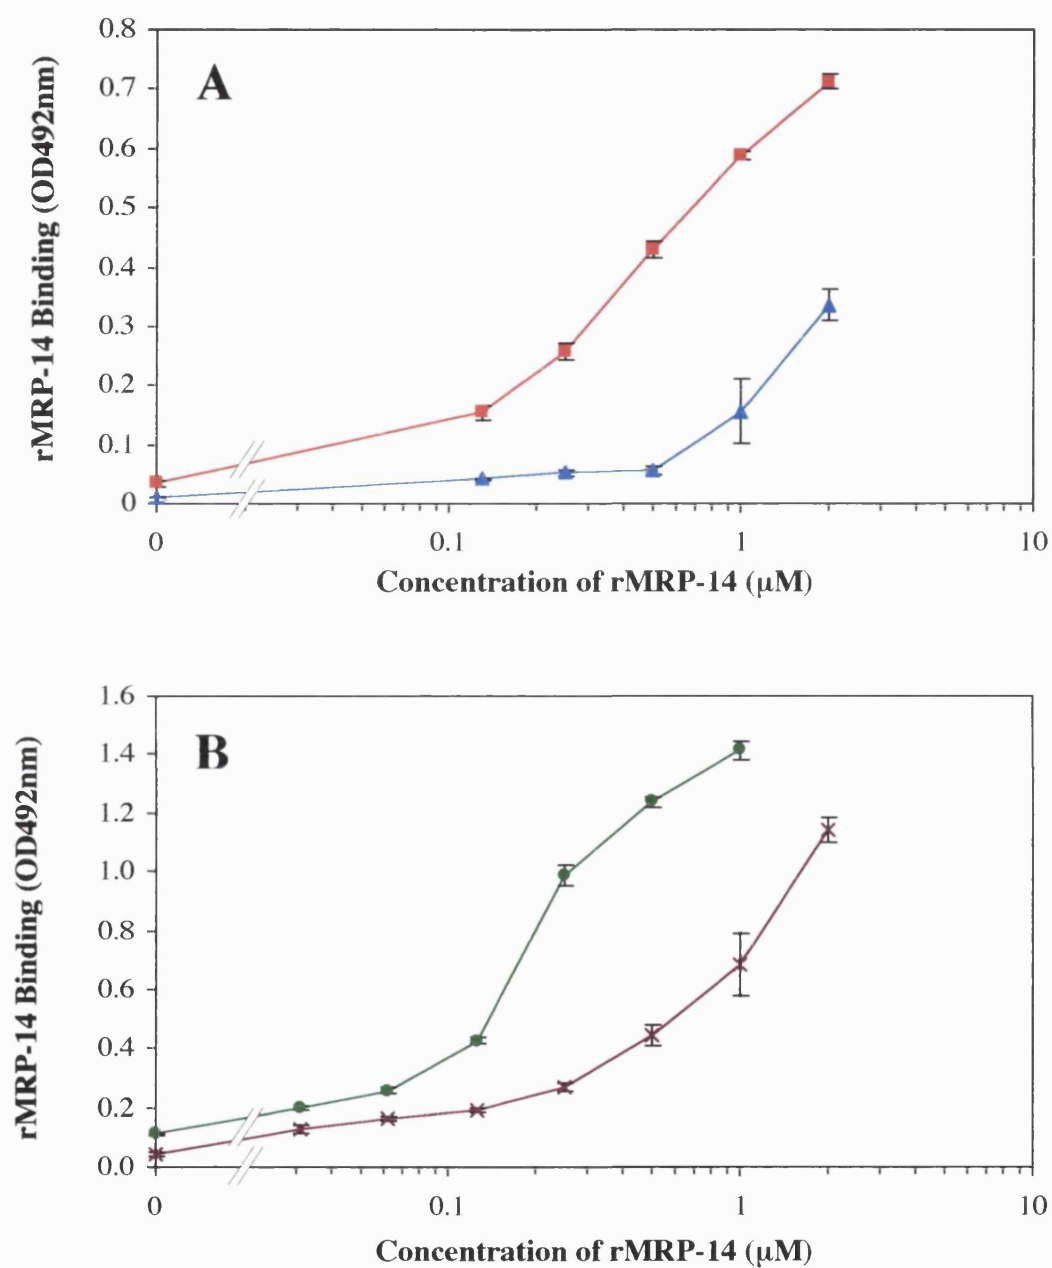 A
rMRP-14 Binding (OD492nm)
0.8
0.7
0.6
0.5
0.4
0.3
0.2
0.1
0
0 0.1 1 10
Concentration of rMRP-14 (μM)
B
rMRP-14 Binding (OD492nm)
1.6
1.4
1.2
1.0
0.8
0.6
0.4
0.2
0.0
0 0.1 1 10
Concentration of rMRP-14 (μM)